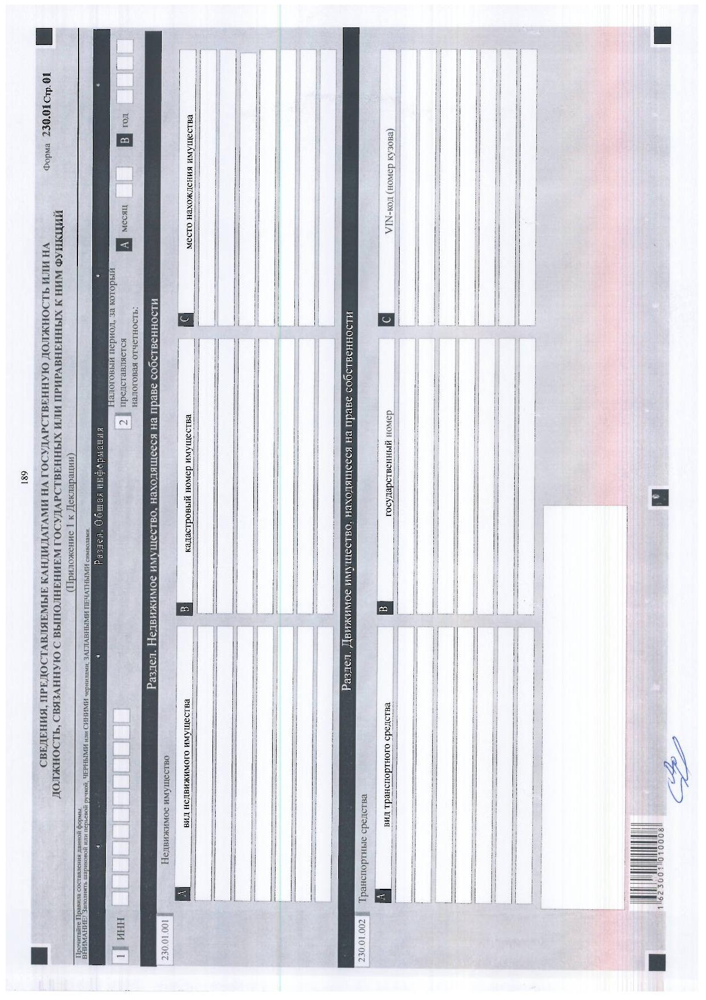 189
СВЕДЕНИЯ, ПРЕДОСТАВЛЯЕМЫЕ КАНДИДАТАМИ НА ГОСУДАРСТВЕННУЮ ДОЛЖНОСТЬ ИЛИ НА
ДОЛЖНОСТЬ, СВЯЗАННУЮ С ВЫПОЛНЕНИЕМ ГОСУДАРСТВЕННЫХ ИЛИ ПРИРАВНЕННЫХ К НИМ ФУНКЦИЙ
(Приложение 1 к Декларации)
Форма 230.01 Стр. 01
Прочитайте Правила составления данной формы.
ВНИМАНИЕ! Заполнять шариковой или перьевой ручкой, ЧЕРНЫМИ или СИНИМИ чернилами, ЗАГЛАВНЫМИ ПЕЧАТНЫМИ символами.
Раздел. Общая информация
1 ИНН
2 Налоговый период, за который
представляется
налоговая отчетность:
A месяц
B год
Раздел. Недвижимое имущество, находящееся на праве собственности
230.01.001 Недвижимое имущество
A вид недвижимого имущества
B кадастровый номер имущества
C место нахождения имущества
Раздел. Движимое имущество, находящееся на праве собственности
230.01.002 Транспортные средства
A вид транспортного средства
B государственный номер
C VIN-код (номер кузова)
1 623001 010008